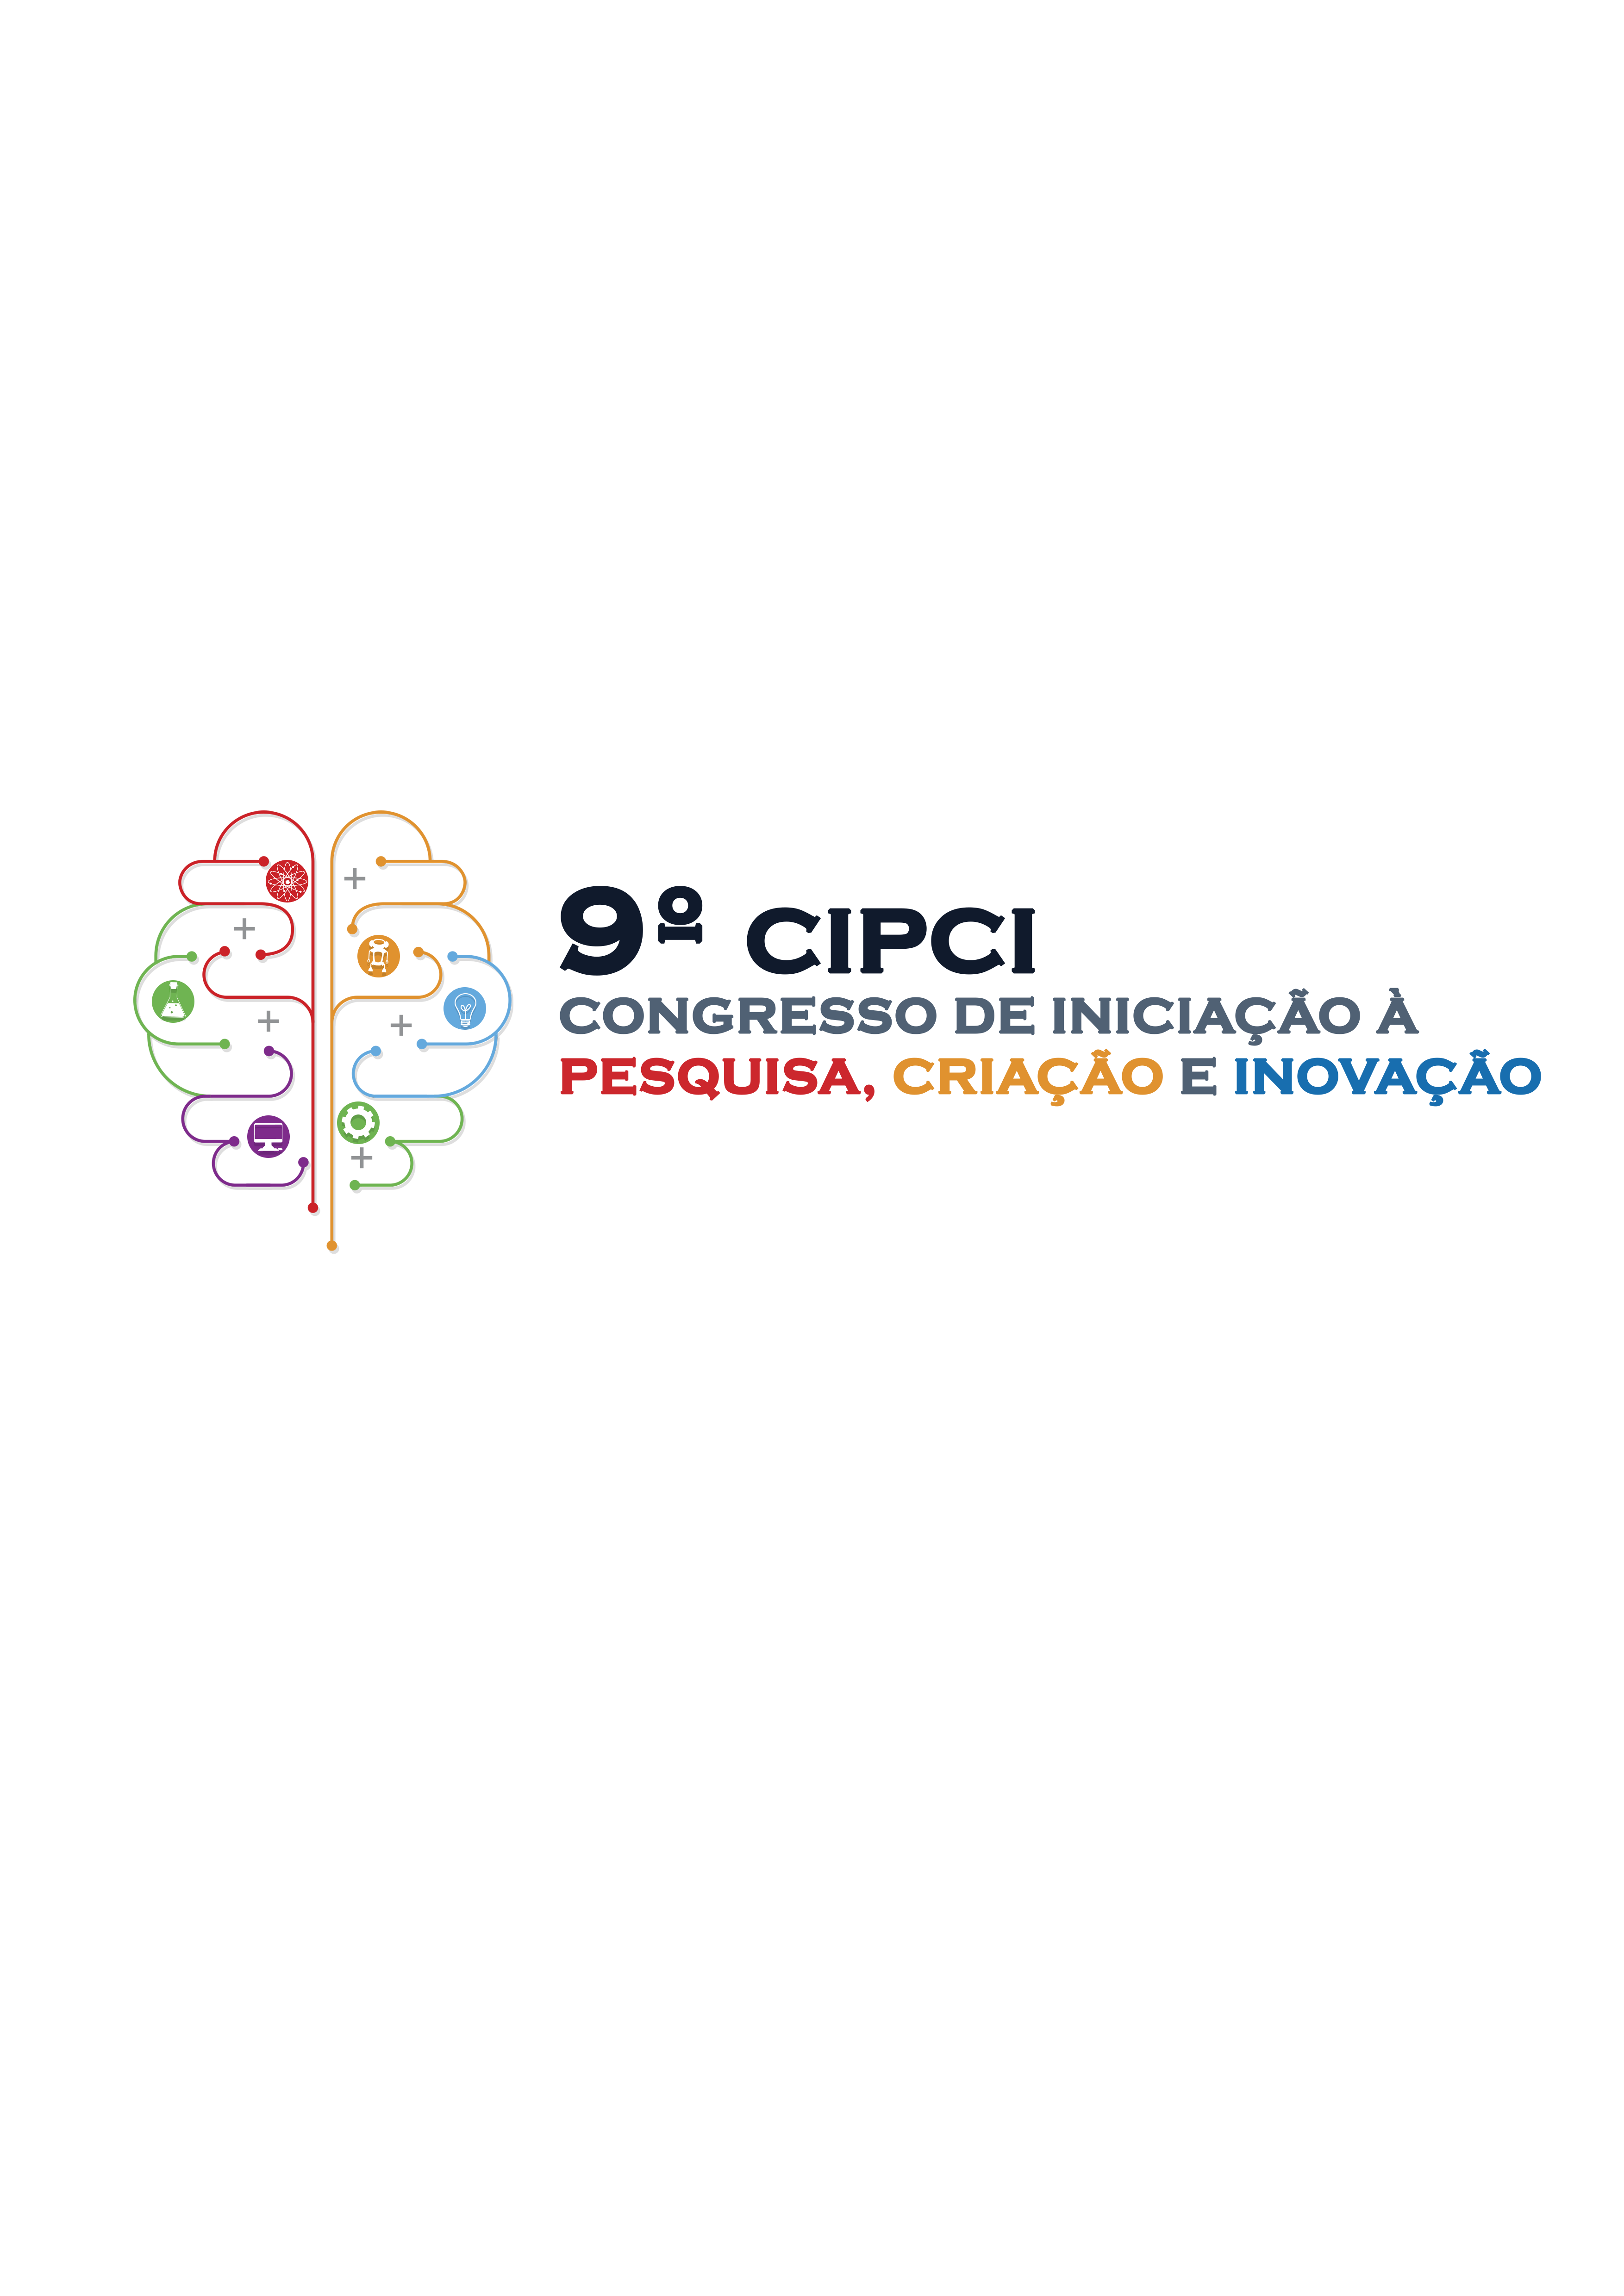 9º CIPCI
CONGRESSO DE INICIAÇÃO À
PESQUISA, CRIAÇÃO E INOVAÇÃO